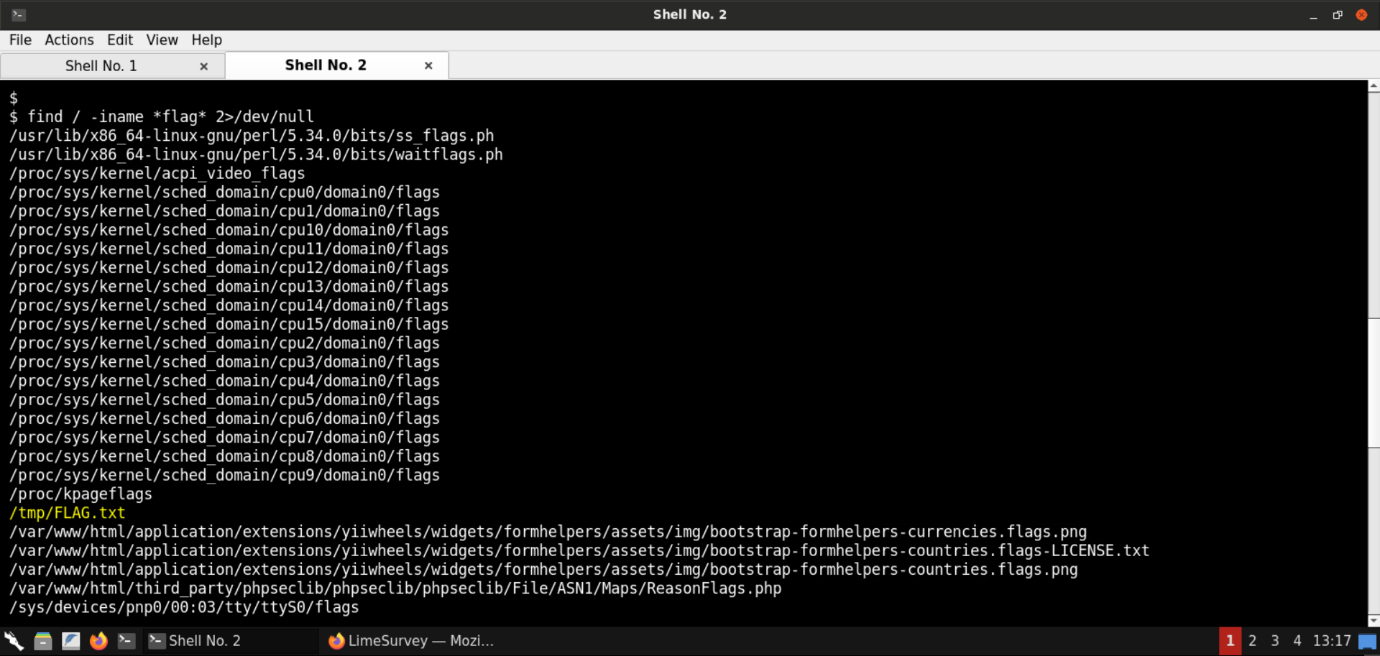 Shell No. 2
File Actions Edit View Help
Shell No. 1 × Shell No. 2 ×
$
$ find / -iname *flag* 2>/dev/null
/usr/lib/x86_64-linux-gnu/perl/5.34.0/bits/ss_flags.ph
/usr/lib/x86_64-linux-gnu/perl/5.34.0/bits/waitflags.ph
/proc/sys/kernel/acpi_video_flags
/proc/sys/kernel/sched_domain/cpu0/domain0/flags
/proc/sys/kernel/sched_domain/cpu1/domain0/flags
/proc/sys/kernel/sched_domain/cpu10/domain0/flags
/proc/sys/kernel/sched_domain/cpu11/domain0/flags
/proc/sys/kernel/sched_domain/cpu12/domain0/flags
/proc/sys/kernel/sched_domain/cpu13/domain0/flags
/proc/sys/kernel/sched_domain/cpu14/domain0/flags
/proc/sys/kernel/sched_domain/cpu15/domain0/flags
/proc/sys/kernel/sched_domain/cpu2/domain0/flags
/proc/sys/kernel/sched_domain/cpu3/domain0/flags
/proc/sys/kernel/sched_domain/cpu4/domain0/flags
/proc/sys/kernel/sched_domain/cpu5/domain0/flags
/proc/sys/kernel/sched_domain/cpu6/domain0/flags
/proc/sys/kernel/sched_domain/cpu7/domain0/flags
/proc/sys/kernel/sched_domain/cpu8/domain0/flags
/proc/sys/kernel/sched_domain/cpu9/domain0/flags
/proc/kpageflags
/tmp/FLAG.txt
/var/www/html/application/extensions/yiiwheels/widgets/formhelpers/assets/img/bootstrap-formhelpers-currencies.flags.png
/var/www/html/application/extensions/yiiwheels/widgets/formhelpers/assets/img/bootstrap-formhelpers-countries.flags-LICENSE.txt
/var/www/html/application/extensions/yiiwheels/widgets/formhelpers/assets/img/bootstrap-formhelpers-countries.flags.png
/var/www/html/third_party/phpseclib/phpseclib/phpseclib/File/ASN1/Maps/ReasonFlags.php
/sys/devices/pnp0/00:03/tty/ttyS0/flags
Shell No. 2 LimeSurvey — Mozi... 1 2 3 4 13:17